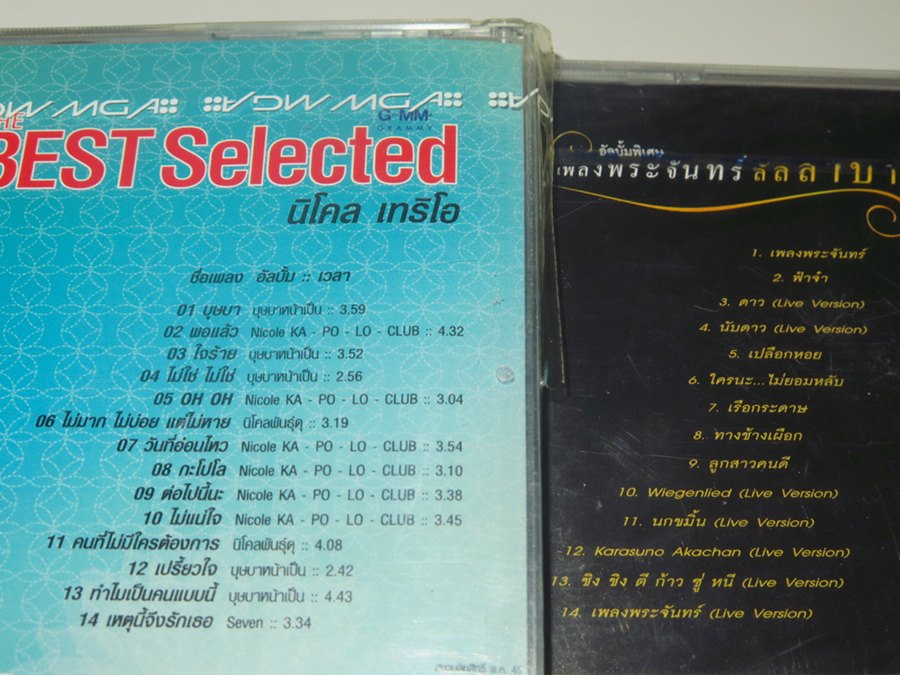 THE
BEST Selected
G"MM'
GRAMMY
นิโคล เทริโอ
ชื่อเพลง อัลบั้ม :: เวลา
01 บุษบา บุษบาหน้าเป็น :: 3.59
02 พอแล้ว Nicole KA - PO - LO - CLUB :: 4.32
03 ใจร้าย บุษบาหน้าเป็น :: 3.52
04 ไม่ใช่ ไม่ใช่ บุษบาหน้าเป็น :: 2.56
05 OH OH Nicole KA - PO - LO - CLUB :: 3.04
06 ไม่มาก ไม่บ่อย แต่ไม่หาย นิโคลพันธุ์ดุ :: 3.19
07 วันที่อ่อนไหว Nicole KA - PO - LO - CLUB :: 3.54
08 กะโปโล Nicole KA - PO - LO - CLUB :: 3.10
09 ต่อไปนี้นะ Nicole KA - PO - LO - CLUB :: 3.38
10 ไม่แน่ใจ Nicole KA - PO - LO - CLUB :: 3.45
11 คนที่ไม่มีใครต้องการ นิโคลพันธุ์ดุ :: 4.08
12 เปรี้ยวใจ บุษบาหน้าเป็น :: 2.42
13 ทำไมเป็นคนแบบนี้ บุษบาหน้าเป็น :: 4.43
14 เหตุนี้จึงรักเธอ Seven :: 3.34
อัลบั้มพิเศษ
เพลงพระจันทร์ ลัลลาเบา
1. เพลงพระจันทร์
2. ฟ้าจ๋า
3. ดาว (Live Version)
4. นับดาว (Live Version)
5. เปลือกหอย
6. ใครนะ...ไม่ยอมหลับ
7. เรือกระดาษ
8. ทางช้างเผือก
9. ลูกสาวคนดี
10. Wiegenlied (Live Version)
11. นกขมิ้น (Live Version)
12. Karasuno Akachan (Live Version)
13. ชิง ชิง ตี ก้าว ชู่ หนี (Live Version)
14. เพลงพระจันทร์ (Live Version)